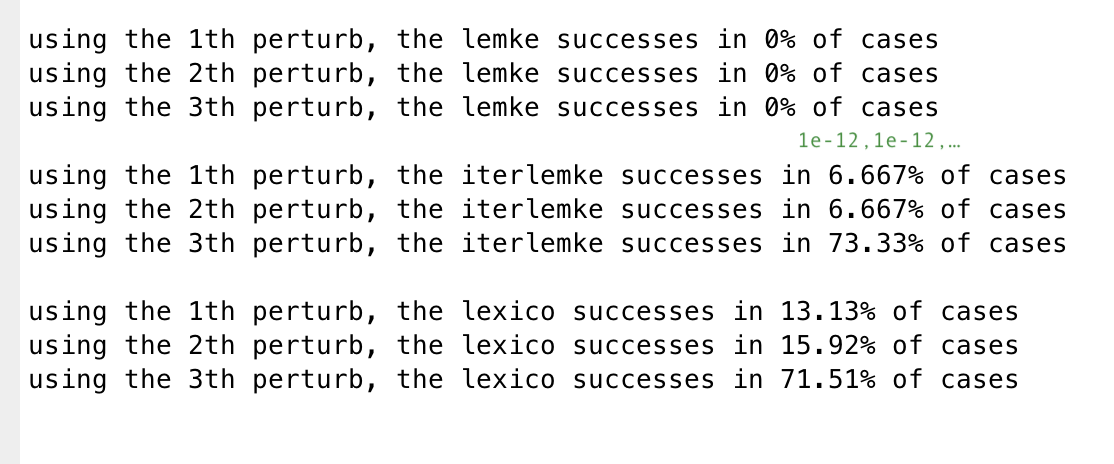 using the 1th perturb, the lemke successes in 0% of cases
using the 2th perturb, the lemke successes in 0% of cases
using the 3th perturb, the lemke successes in 0% of cases
1e-12,1e-12,…
using the 1th perturb, the iterlemke successes in 6.667% of cases
using the 2th perturb, the iterlemke successes in 6.667% of cases
using the 3th perturb, the iterlemke successes in 73.33% of cases
using the 1th perturb, the lexico successes in 13.13% of cases
using the 2th perturb, the lexico successes in 15.92% of cases
using the 3th perturb, the lexico successes in 71.51% of cases